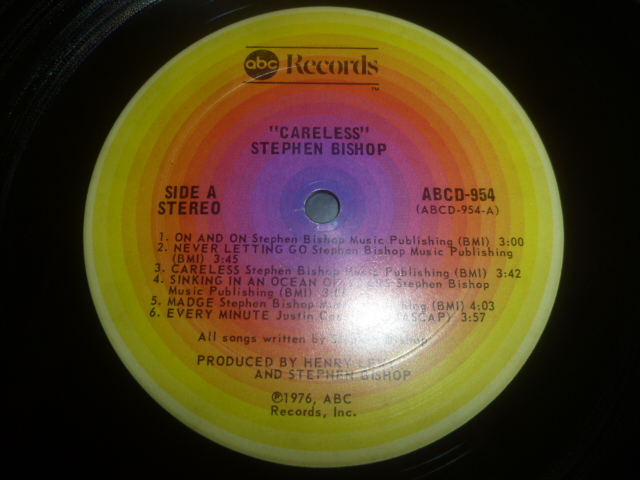 abc Records
™
"CARELESS"
STEPHEN BISHOP
SIDE A
STEREO
ABCD-954
(ABCD-954-A)
1. ON AND ON Stephen Bishop Music Publishing (BMI) 3:00
2. NEVER LETTING GO Stephen Bishop Music Publishing
(BMI) 3:45
3. CARELESS Stephen Bishop Music Publishing (BMI) 3:42
4. SINKING IN AN OCEAN OF Stephen Bishop
Music Publishing (BMI)
5. MADGE Stephen Bishop (BMI) 4:03
6. EVERY MINUTE Justin (ASCAP) 3:57
All songs written by Bishop
PRODUCED BY HENRY
AND STEPHEN BISHOP
℗1976, ABC
Records, Inc.